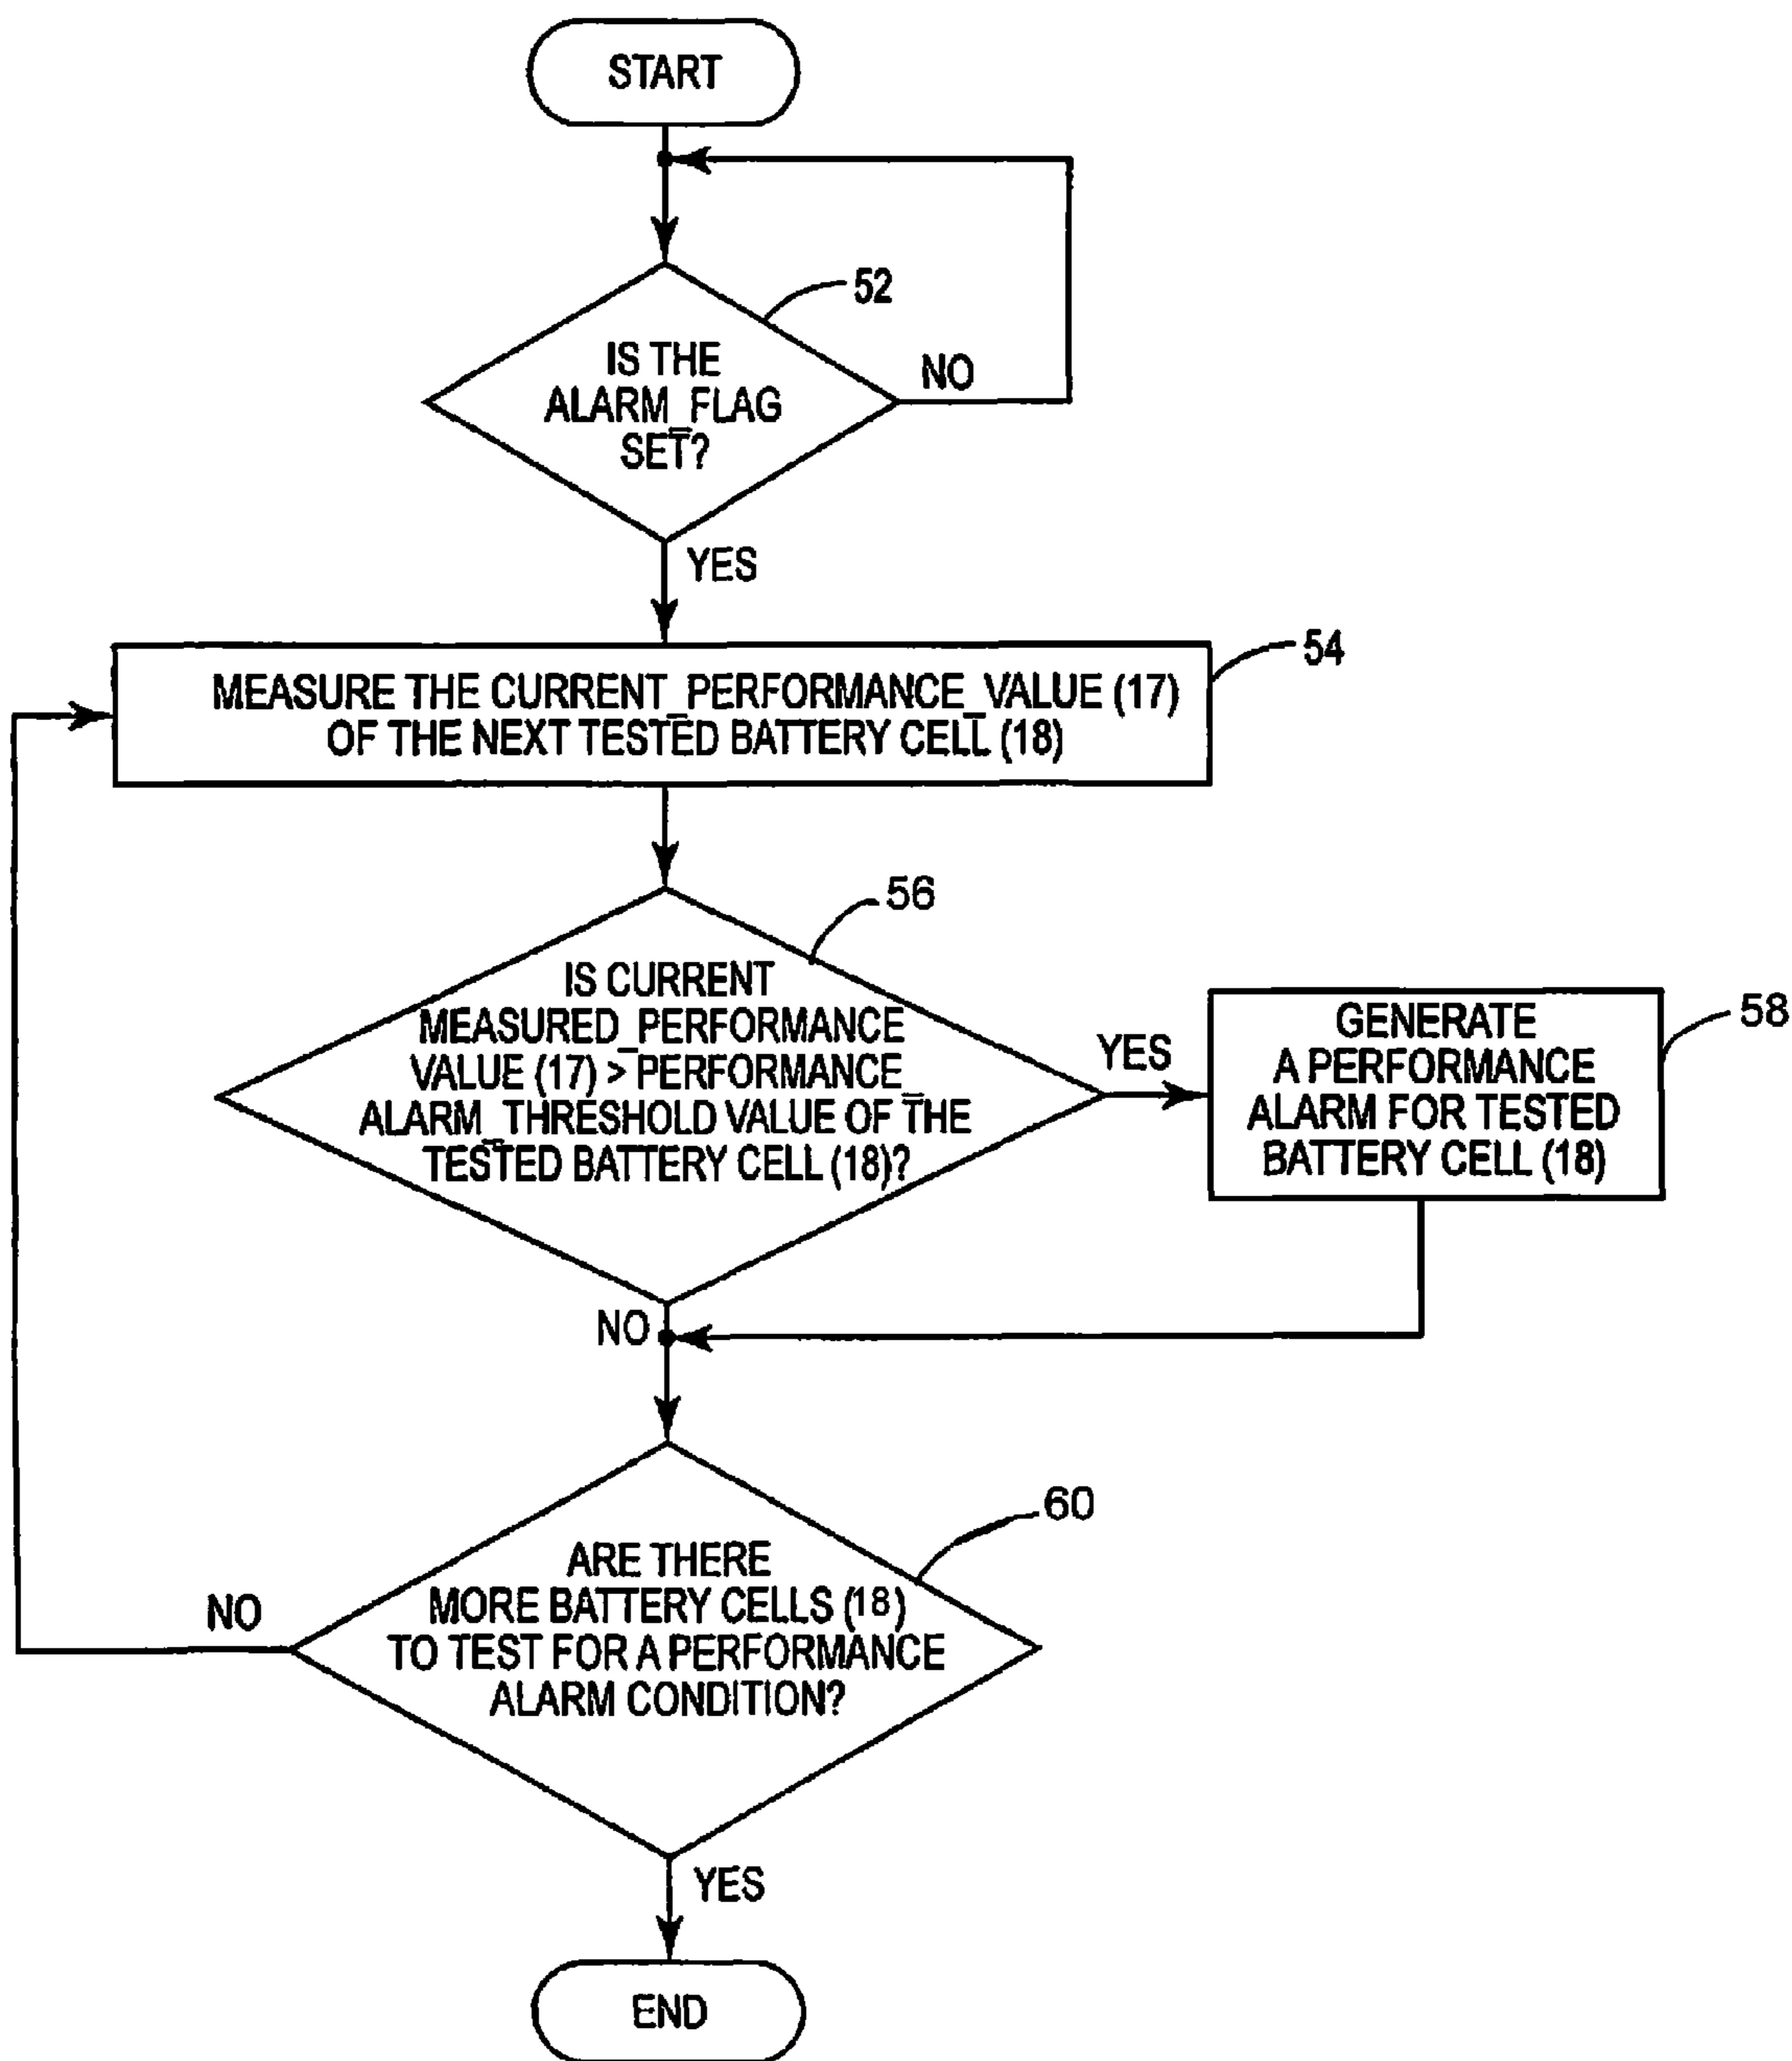 START
52
IS THE
ALARM_FLAG
SET?
NO
YES
54
MEASURE THE CURRENT_PERFORMANCE_VALUE (17)
OF THE NEXT TESTED BATTERY CELL (18)
56
IS CURRENT
MEASURED_PERFORMANCE
VALUE (17) > PERFORMANCE_
ALARM_THRESHOLD VALUE OF THE
TESTED BATTERY CELL (18)?
YES
58
GENERATE
A PERFORMANCE
ALARM FOR TESTED
BATTERY CELL (18)
NO
60
ARE THERE
MORE BATTERY CELLS (18)
TO TEST FOR A PERFORMANCE
ALARM CONDITION?
NO
YES
END